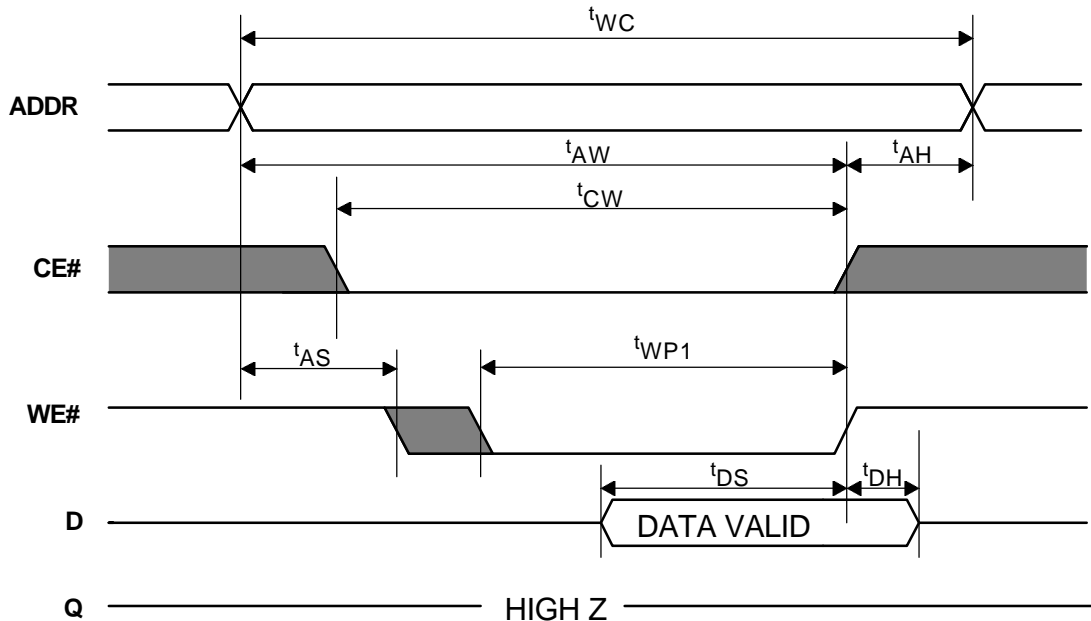 tWC
ADDR
tAW
tAH
tCW
CE#
tAS
tWP1
WE#
tDS
tDH
D
DATA VALID
Q
HIGH Z